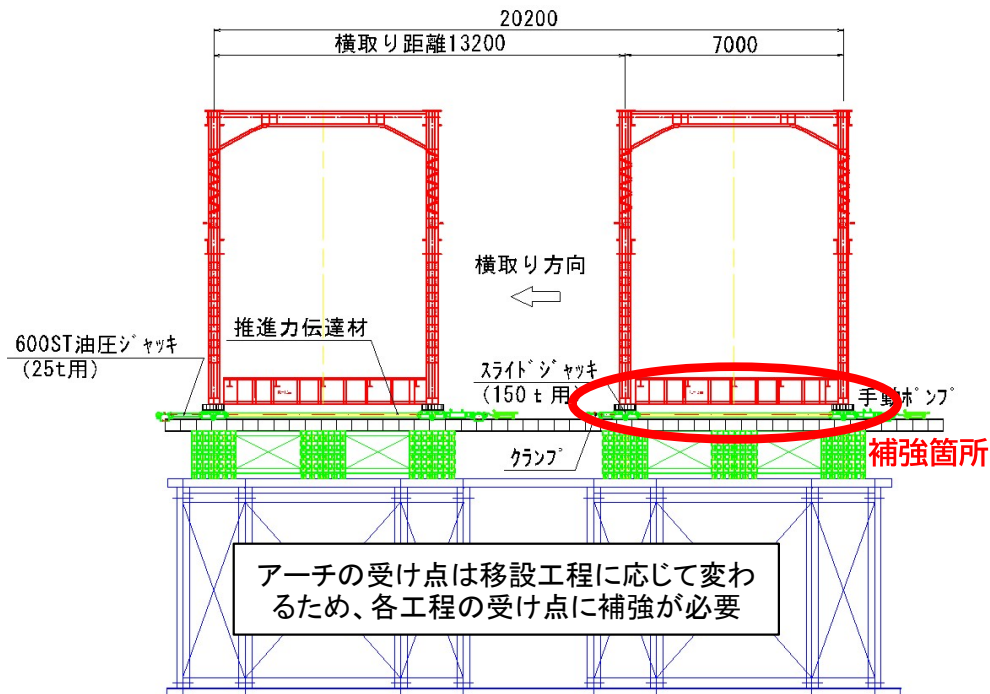 20200
横取り距離13200
7000
横取り方向
600ST油圧ジャッキ
(25t用)
推進力伝達材
スライドジャッキ
(150t用)
手動ポンプ
クランプ
補強箇所
アーチの受け点は移設工程に応じて変わ
るため、各工程の受け点に補強が必要